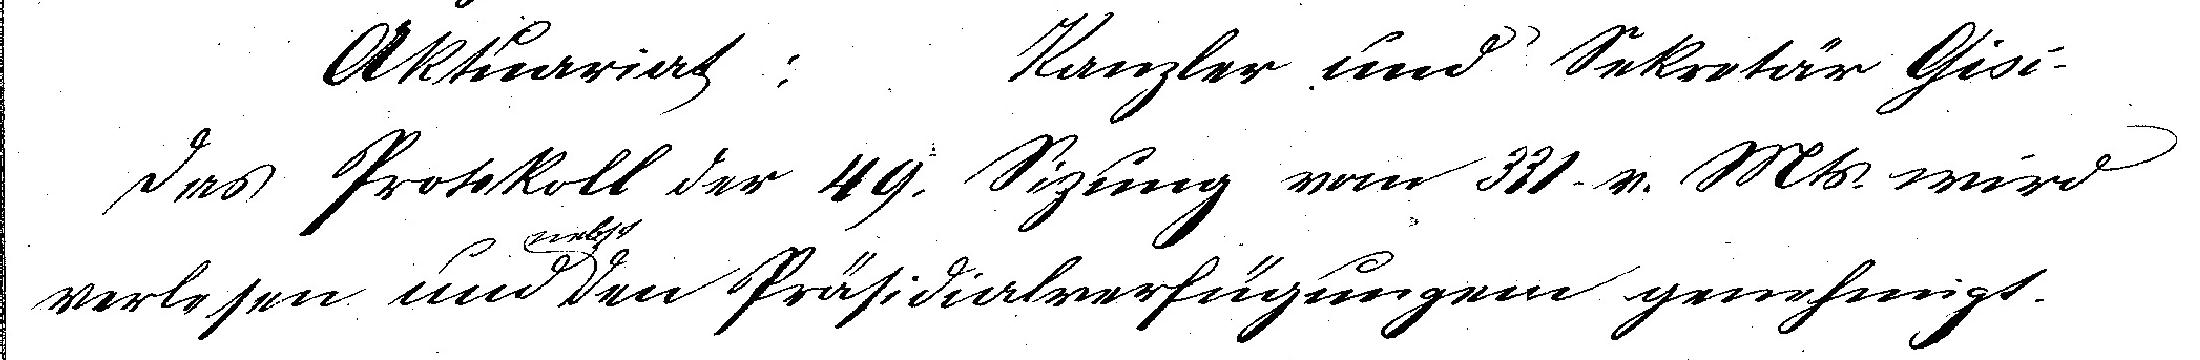 Aktuariat : Kanzler und Sekretär Gisi.
Das Protokoll der 49. Sizung vom 31. v. Mts. wird
nebst
verlesen und den Präsidialverfügungen genehmigt.